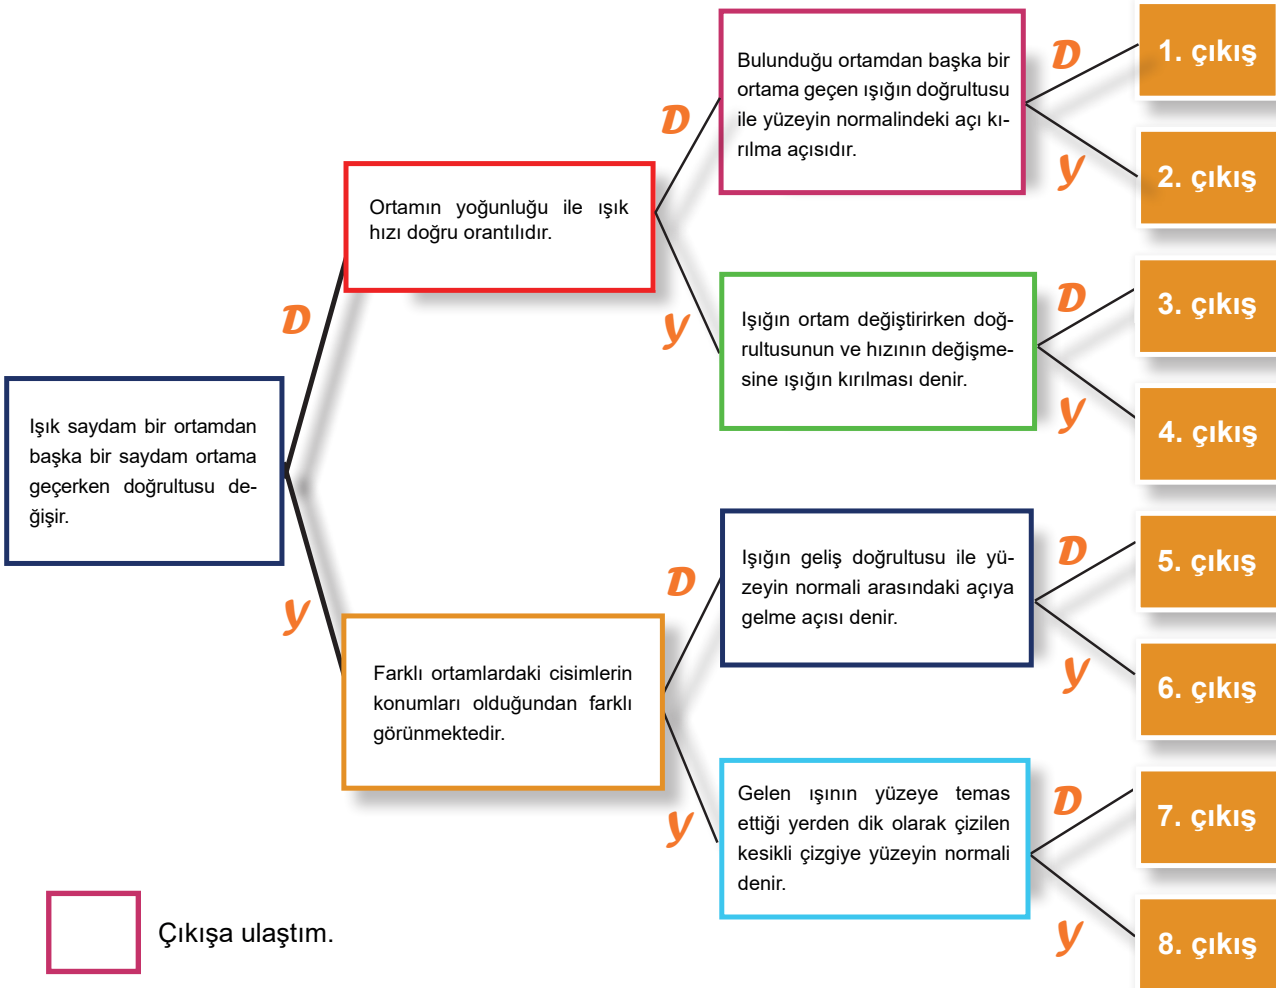 Işık saydam bir ortamdan
başka bir saydam ortama
geçerken doğrultusu de-
ğişir.
D
Y
Ortamın yoğunluğu ile ışık
hızı doğru orantılıdır.
D
Y
Farklı ortamlardaki cisimlerin
konumları olduğundan farklı
görünmektedir.
D
Y
Bulunduğu ortamdan başka bir
ortama geçen ışığın doğrultusu
ile yüzeyin normalindeki açı kı-
rılma açısıdır.
D
Y
Işığın ortam değiştirirken doğ-
rultusunun ve hızının değişme-
sine ışığın kırılması denir.
D
Y
Işığın geliş doğrultusu ile yü-
zeyin normali arasındaki açıya
gelme açısı denir.
D
Y
Gelen ışının yüzeye temas
ettiği yerden dik olarak çizilen
kesikli çizgiye yüzeyin normali
denir.
D
Y
1. çıkış
2. çıkış
3. çıkış
4. çıkış
5. çıkış
6. çıkış
7. çıkış
8. çıkış
Çıkışa ulaştım.